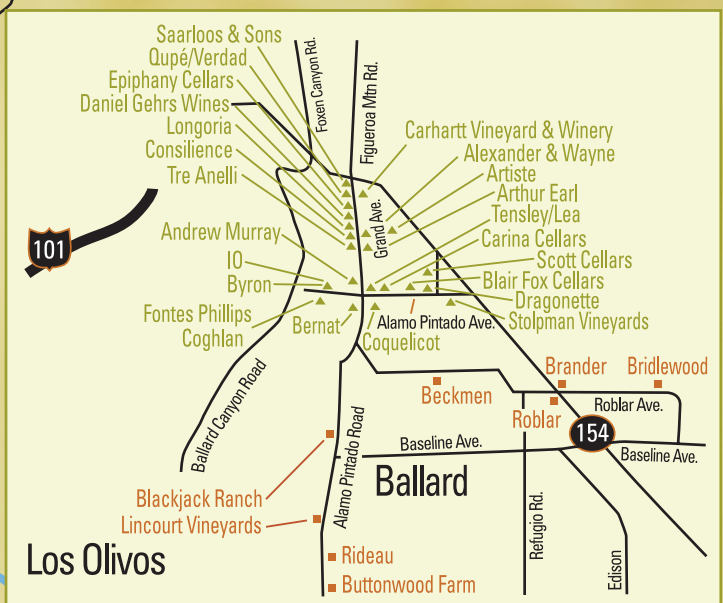 Saarloos & Sons
Qupé/Verdad
Epiphany Cellars
Daniel Gehrs Wines
Longoria
Consilience
Tre Anelli
Foxen Canyon Rd.
Figueroa Mtn Rd.
Carhartt Vineyard & Winery
Alexander & Wayne
Artiste
Arthur Earl
Tensley/Lea
Carina Cellars
Scott Cellars
Blair Fox Cellars
Dragonette
Stolpman Vineyards
Grand Ave.
101
Andrew Murray
IO
Byron
Fontes Phillips
Coghlan
Bernat
Alamo Pintado Ave.
Coquelicot
Ballard Canyon Road
Beckmen
Brander
Bridlewood
Roblar
Roblar Ave.
154
Baseline Ave.
Baseline Ave.
Alamo Pintado Road
Ballard
Blackjack Ranch
Lincourt Vineyards
Refugio Rd.
Edison
Los Olivos
Rideau
Buttonwood Farm